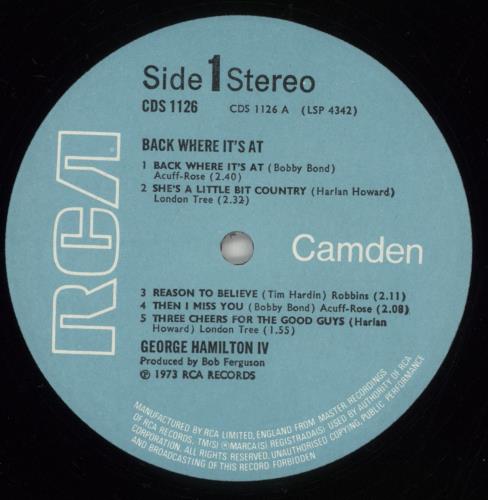 Side 1 Stereo
CDS 1126 CDS 1126 A (LSP 4342)
BACK WHERE IT'S AT
1 BACK WHERE IT'S AT (Bobby Bond)
Acuff-Rose (2.40)
2 SHE'S A LITTLE BIT COUNTRY (Harlan Howard)
London Tree (2.32)
RCA
Camden
3 REASON TO BELIEVE (Tim Hardin) Robbins (2.11)
4 THEN I MISS YOU (Bobby Bond) Acuff-Rose (2.08)
5 THREE CHEERS FOR THE GOOD GUYS (Harlan
Howard) London Tree (1.55)
GEORGE HAMILTON IV
Produced by Bob Ferguson
℗ 1973 RCA RECORDS
MANUFACTURED BY RCA LIMITED, ENGLAND FROM MASTER RECORDINGS
OF RCA RECORDS. TM(S) ® MARCA(S) REGISTRADA(S) USED BY AUTHORITY OF RCA
CORPORATION. ALL RIGHTS RESERVED. UNAUTHORISED COPYING, PUBLIC PERFORMANCE
AND BROADCASTING OF THIS RECORD FORBIDDEN